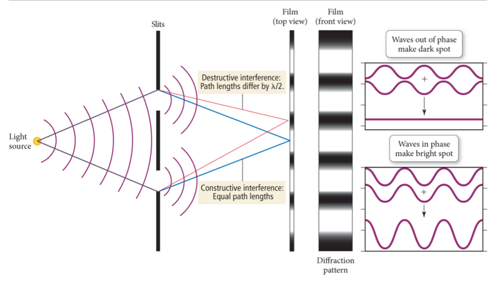 Slits
Film
(top view)
Film
(front view)
Destructive interference:
Path lengths differ by λ/2.
Light
source
Constructive interference:
Equal path lengths
Waves out of phase
make dark spot
+
Waves in phase
make bright spot
+
Diffraction
pattern